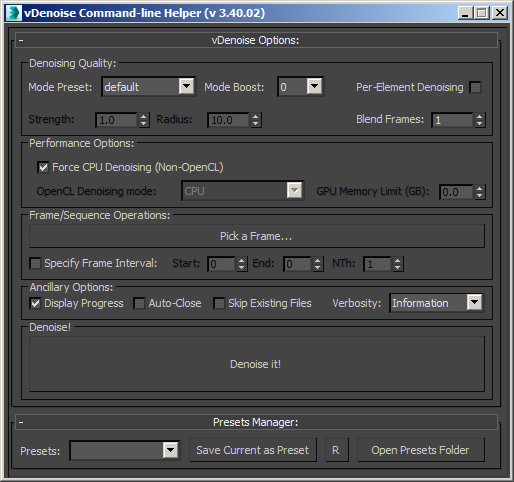 vDenoise Command-line Helper (v 3.40.02)
- vDenoise Options:
Denoising Quality:
Mode Preset: default Mode Boost: 0 Per-Element Denoising
Strength: 1.0 Radius: 10.0 Blend Frames: 1
Performance Options:
Force CPU Denoising (Non-OpenCL)
OpenCL Denoising mode: CPU GPU Memory Limit (GB): 0.0
Frame/Sequence Operations:
Pick a Frame...
Specify Frame Interval: Start: 0 End: 0 NTh: 1
Ancillary Options:
Display Progress Auto-Close Skip Existing Files Verbosity: Information
Denoise!
Denoise it!
- Presets Manager:
Presets: Save Current as Preset R Open Presets Folder